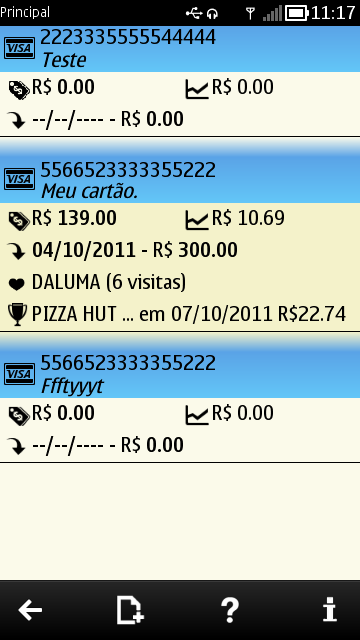 Principal 11:17
VISA 2223335555544444
Teste
R$ 0.00 R$ 0.00
--/--/---- - R$ 0.00
VISA 5566523333355222
Meu cartão.
R$ 139.00 R$ 10.69
04/10/2011 - R$ 300.00
DALUMA (6 visitas)
PIZZA HUT ... em 07/10/2011 R$22.74
VISA 5566523333355222
Ffftyyyt
R$ 0.00 R$ 0.00
--/--/---- - R$ 0.00